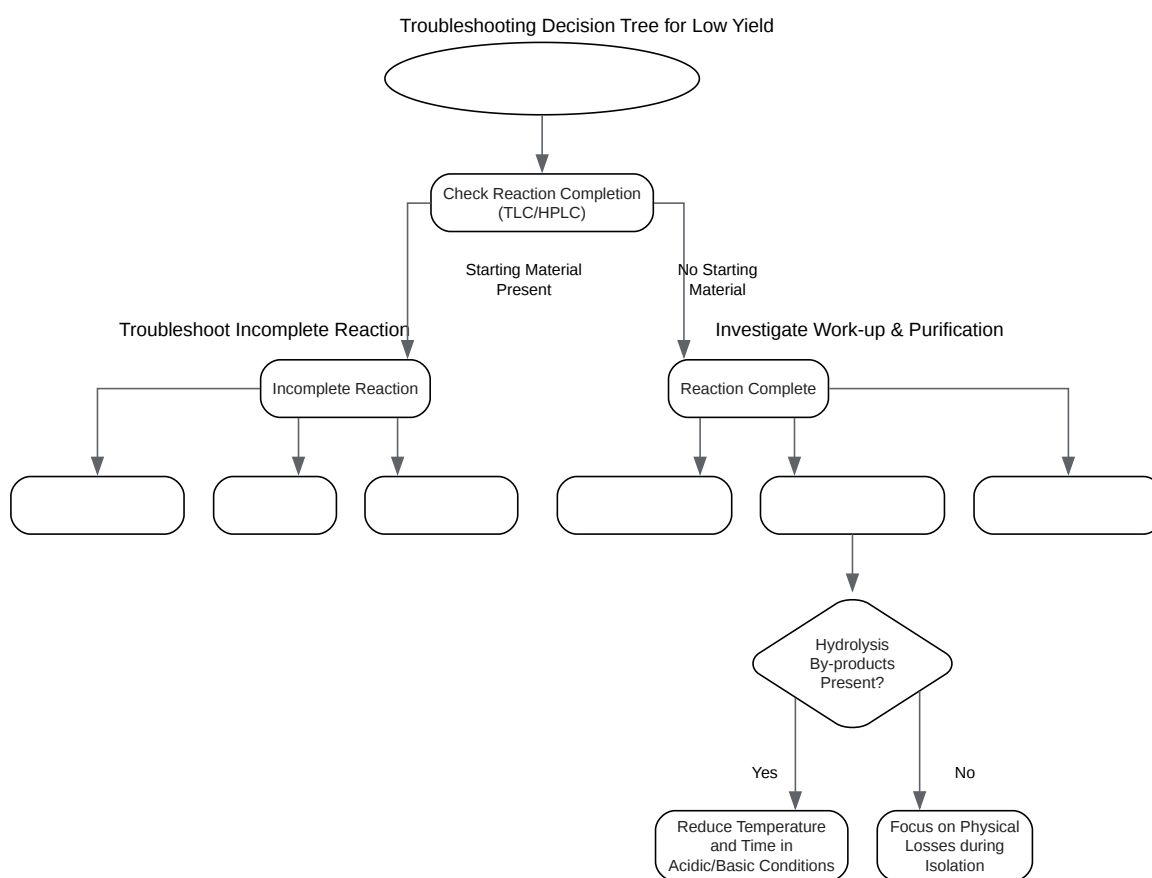 Troubleshooting Decision Tree for Low Yield
Check Reaction Completion
(TLC/HPLC)
Starting Material
Present
No Starting
Material
Troubleshoot Incomplete Reaction
Investigate Work-up & Purification
Incomplete Reaction
Reaction Complete
Hydrolysis
By-products
Present?
Yes
No
Reduce Temperature
and Time in
Acidic/Basic Conditions
Focus on Physical
Losses during
Isolation